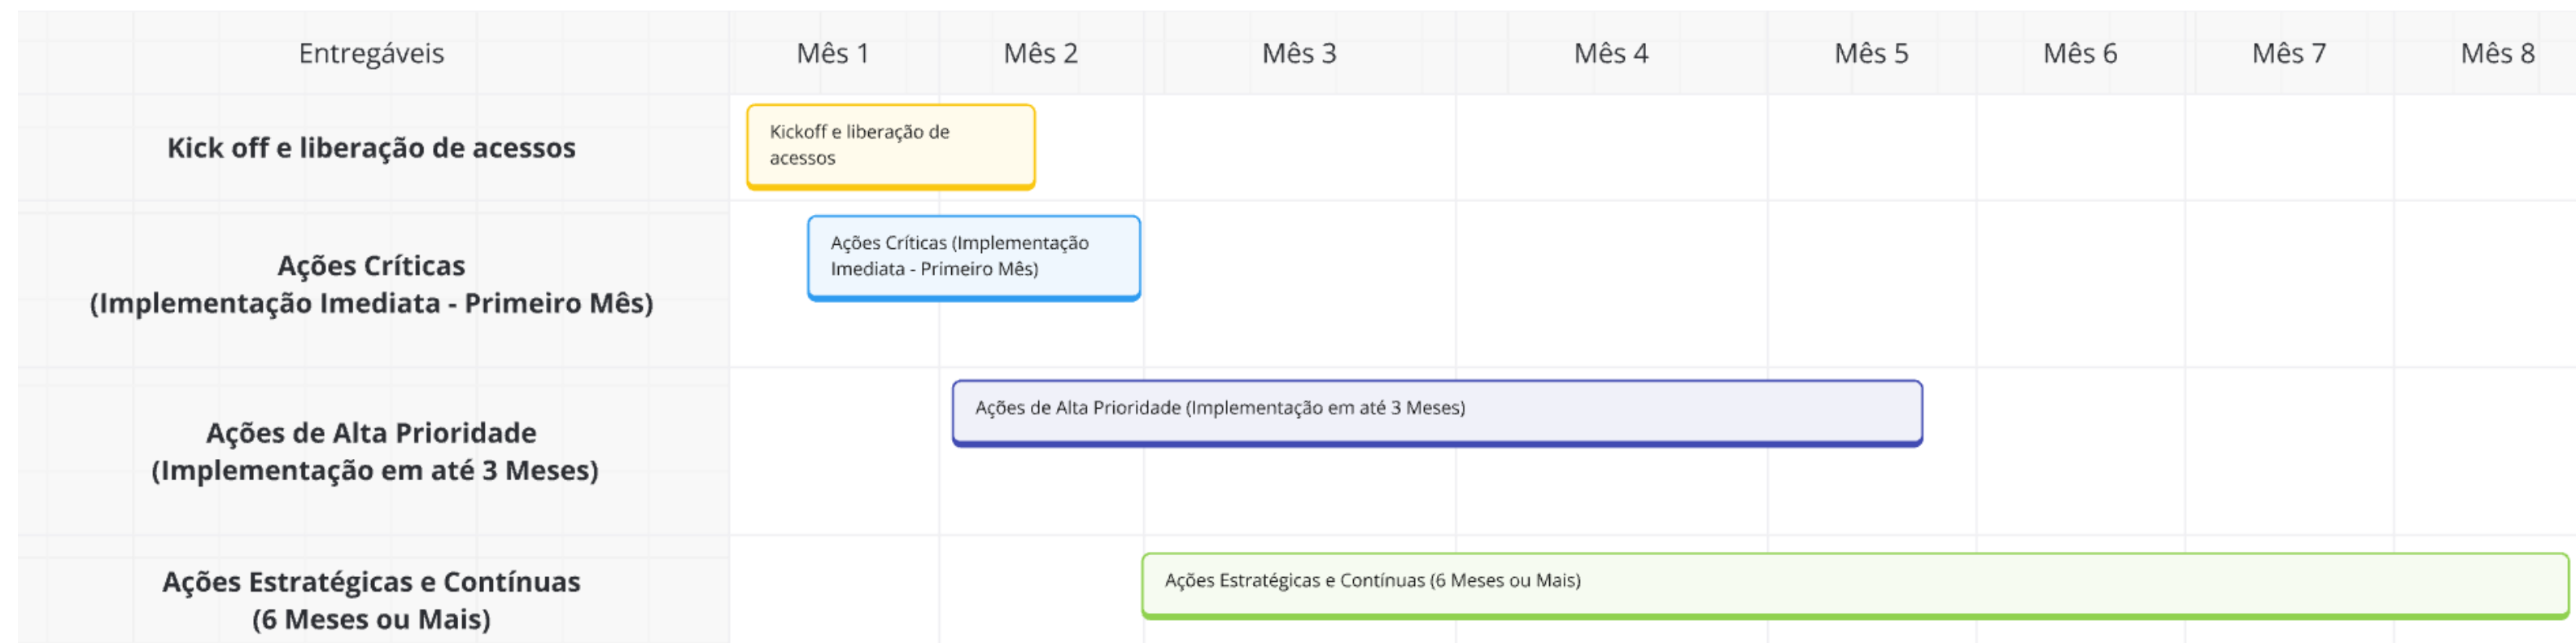 Entregáveis
Mês 1
Mês 2
Mês 3
Mês 4
Mês 5
Mês 6
Mês 7
Mês 8
Kick off e liberação de acessos
Kickoff e liberação de
acessos
Ações Críticas
(Implementação Imediata - Primeiro Mês)
Ações Críticas (Implementação
Imediata - Primeiro Mês)
Ações de Alta Prioridade
(Implementação em até 3 Meses)
Ações de Alta Prioridade (Implementação em até 3 Meses)
Ações Estratégicas e Contínuas
(6 Meses ou Mais)
Ações Estratégicas e Contínuas (6 Meses ou Mais)